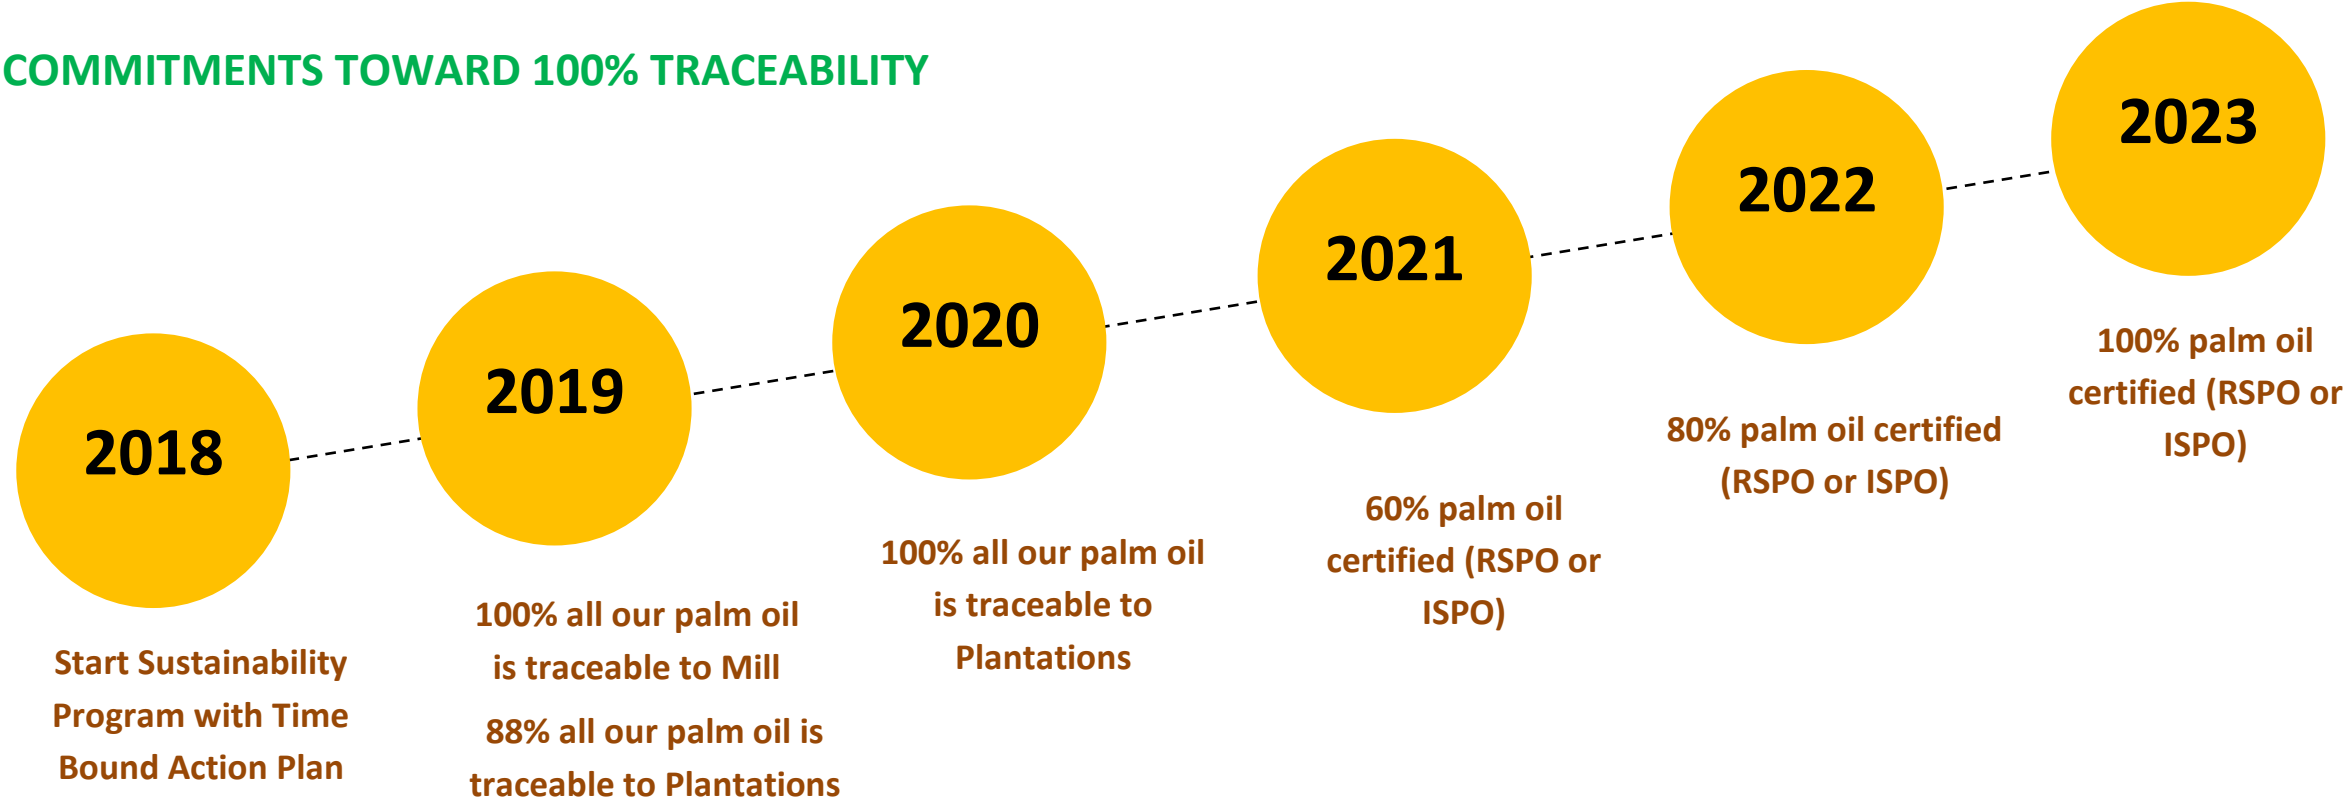 COMMITMENTS TOWARD 100% TRACEABILITY
2018
Start Sustainability
Program with Time
Bound Action Plan
2019
100% all our palm oil
is traceable to Mill
88% all our palm oil is
traceable to Plantations
2020
100% all our palm oil
is traceable to
Plantations
2021
60% palm oil
certified (RSPO or
ISPO)
2022
80% palm oil certified
(RSPO or ISPO)
2023
100% palm oil
certified (RSPO or
ISPO)